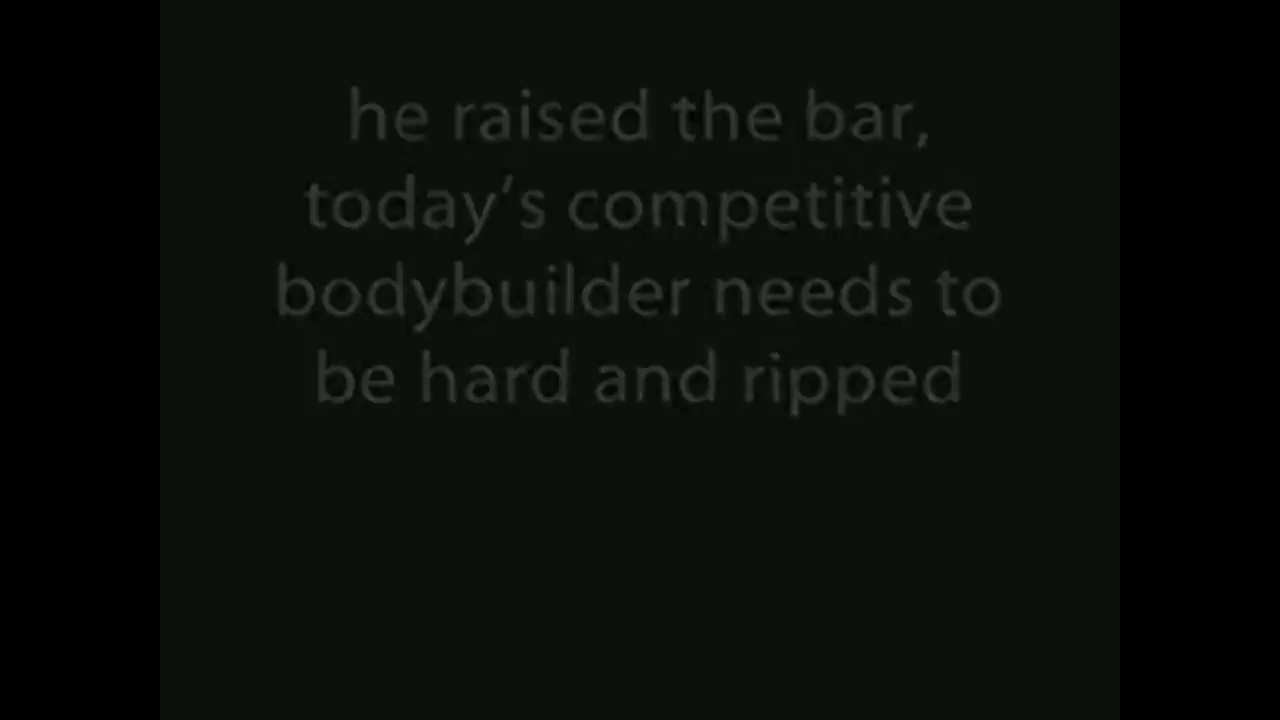 he raised the bar,
today's competitive
bodybuilder needs to
be hard and ripped